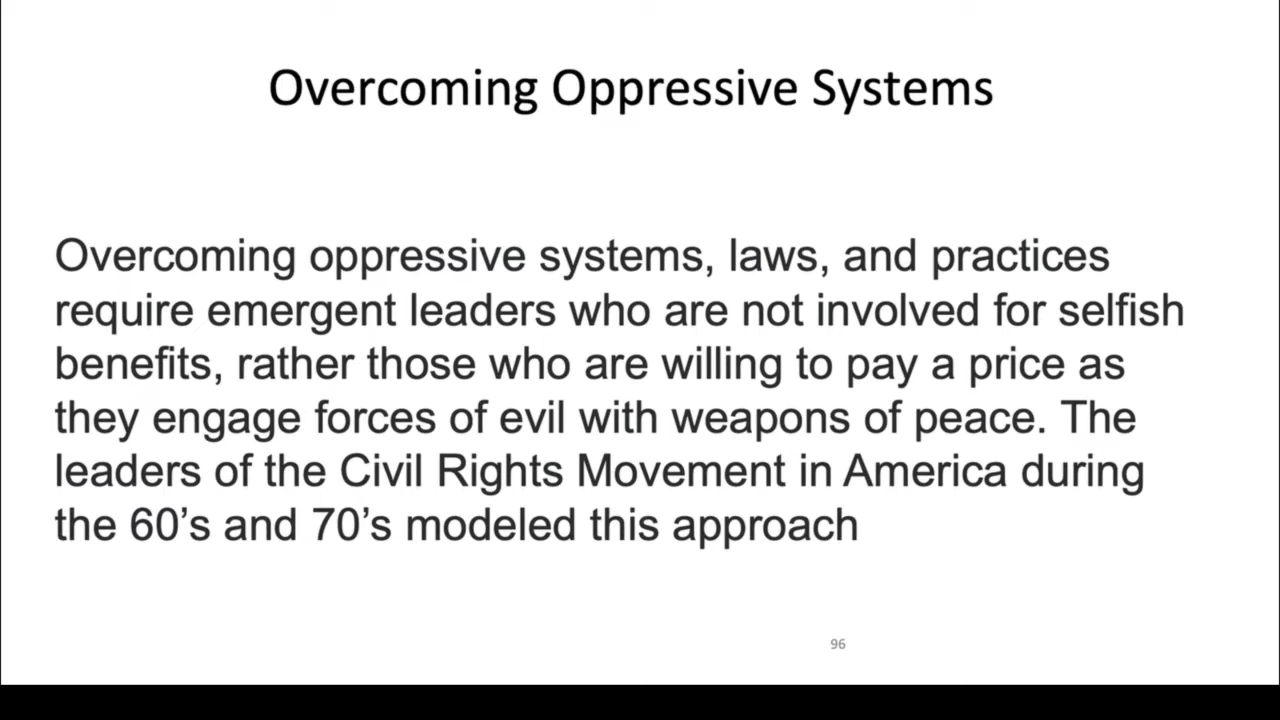 Overcoming Oppressive Systems
Overcoming oppressive systems, laws, and practices
require emergent leaders who are not involved for selfish
benefits, rather those who are willing to pay a price as
they engage forces of evil with weapons of peace. The
leaders of the Civil Rights Movement in America during
the 60’s and 70’s modeled this approach
96